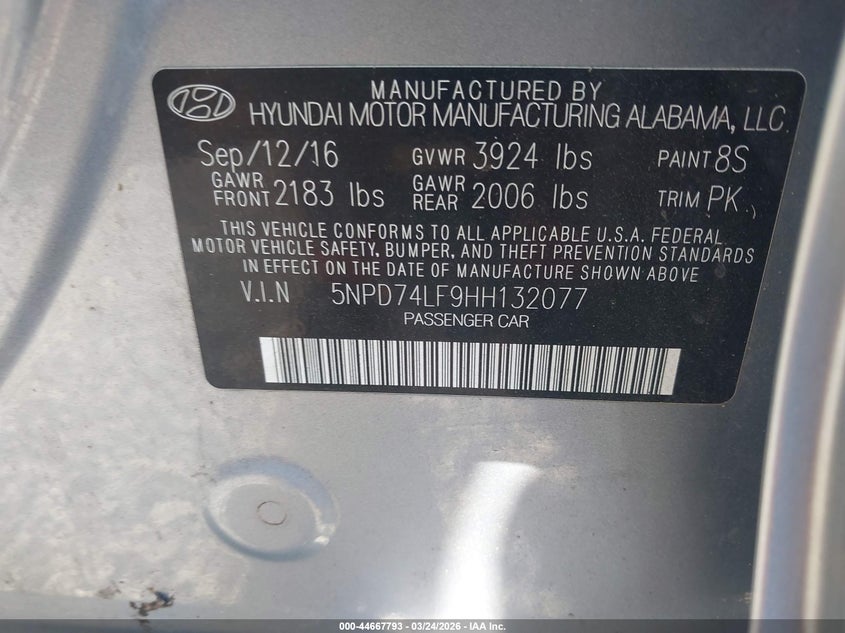 MANUFACTURED BY
HYUNDAI MOTOR MANUFACTURING ALABAMA, LLC
Sep/12/16 GVWR 3924 lbs PAINT 8S
GAWR FRONT 2183 lbs GAWR REAR 2006 lbs TRIM PK
THIS VEHICLE CONFORMS TO ALL APPLICABLE U.S.A. FEDERAL
MOTOR VEHICLE SAFETY, BUMPER, AND THEFT PREVENTION STANDARDS
IN EFFECT ON THE DATE OF MANUFACTURE SHOWN ABOVE
V.I.N 5NPD74LF9HH132077
PASSENGER CAR
000-44667793 - 03/24/2026 - IAA Inc.